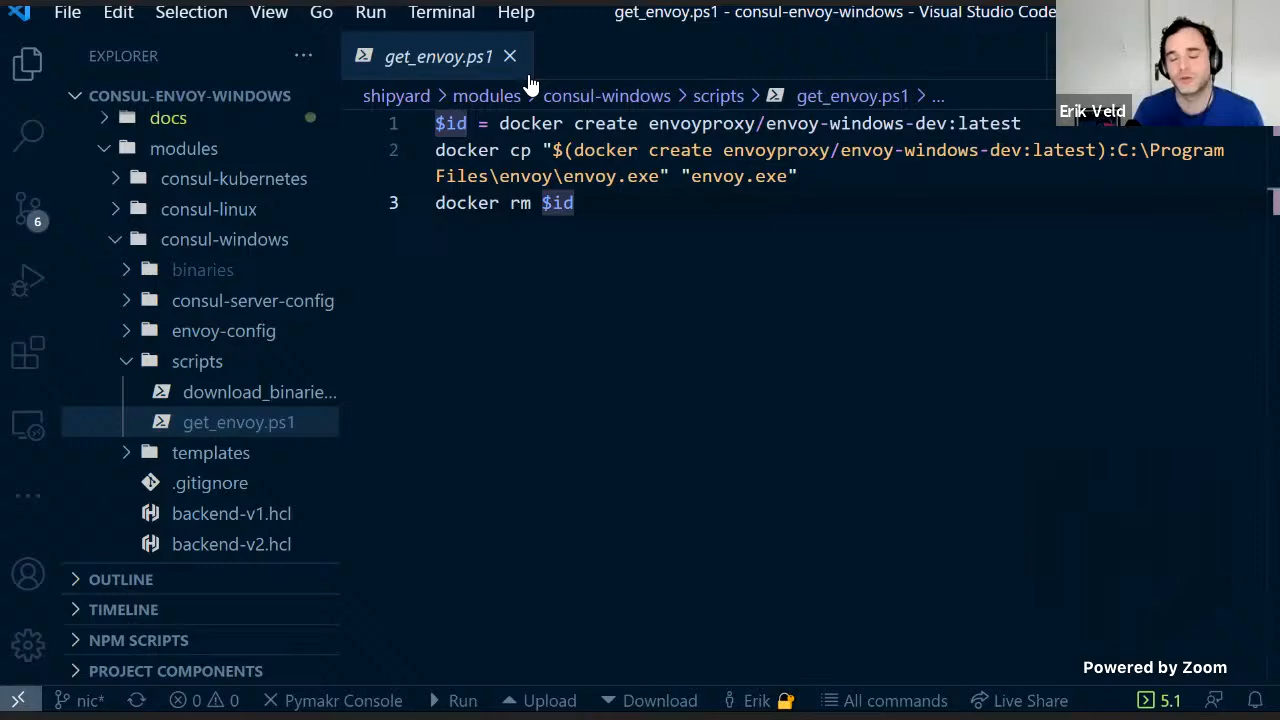 File Edit Selection View Go Run Terminal Help get_envoy.ps1 - consul-envoy-windows - Visual Studio Code
EXPLORER ···
get_envoy.ps1
CONSUL-ENVOY-WINDOWS
shipyard > modules > consul-windows > scripts > get_envoy.ps1 > ...
Erik Veld
docs
modules
consul-kubernetes
consul-linux
consul-windows
binaries
consul-server-config
envoy-config
scripts
download_binarie...
get_envoy.ps1
templates
.gitignore
backend-v1.hcl
backend-v2.hcl
OUTLINE
TIMELINE
NPM SCRIPTS
PROJECT COMPONENTS
6
1 $id = docker create envoyproxy/envoy-windows-dev:latest
2 docker cp "$(docker create envoyproxy/envoy-windows-dev:latest):C:\Program
Files\envoy\envoy.exe" "envoy.exe"
3 docker rm $id
Powered by Zoom
nic* 0 0 Pymakr Console Run Upload Download Erik All commands Live Share 5.1